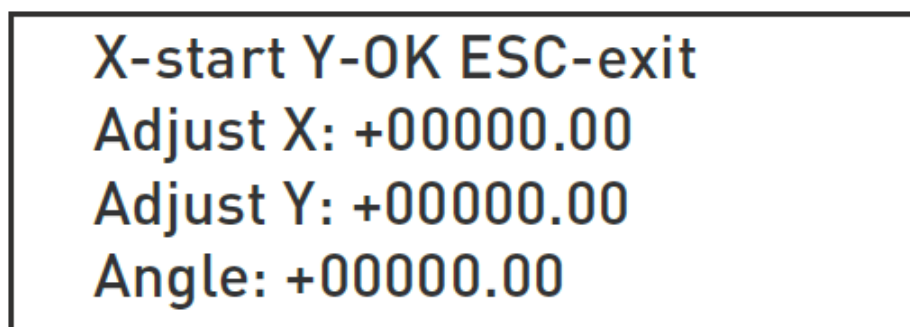 X-start Y-OK ESC-exit
Adjust X: +00000.00
Adjust Y: +00000.00
Angle: +00000.00